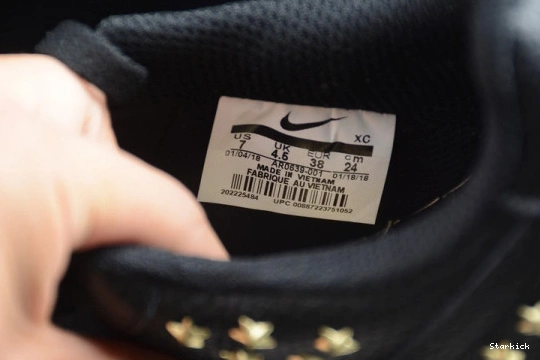 XC
US UK EUR cm
7 4.5 38 24
01/04/18 01/18/18
AR0639-001
MADE IN VIETNAM
FABRIQUE AU VIETNAM
202225484
UPC 00887223751052
Starkick